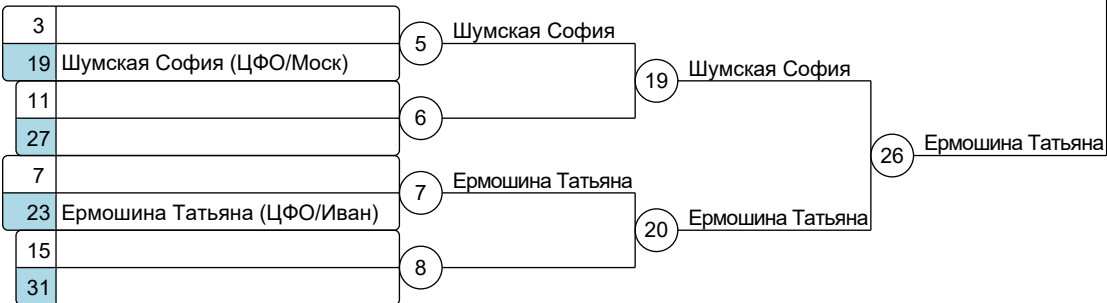 3
5
Шумская София
19 Шумская София (ЦФО/Моск)
19
Шумская София
11
6
27
26
Ермошина Татьяна
7
7
Ермошина Татьяна
23 Ермошина Татьяна (ЦФО/Иван)
20
Ермошина Татьяна
15
8
31